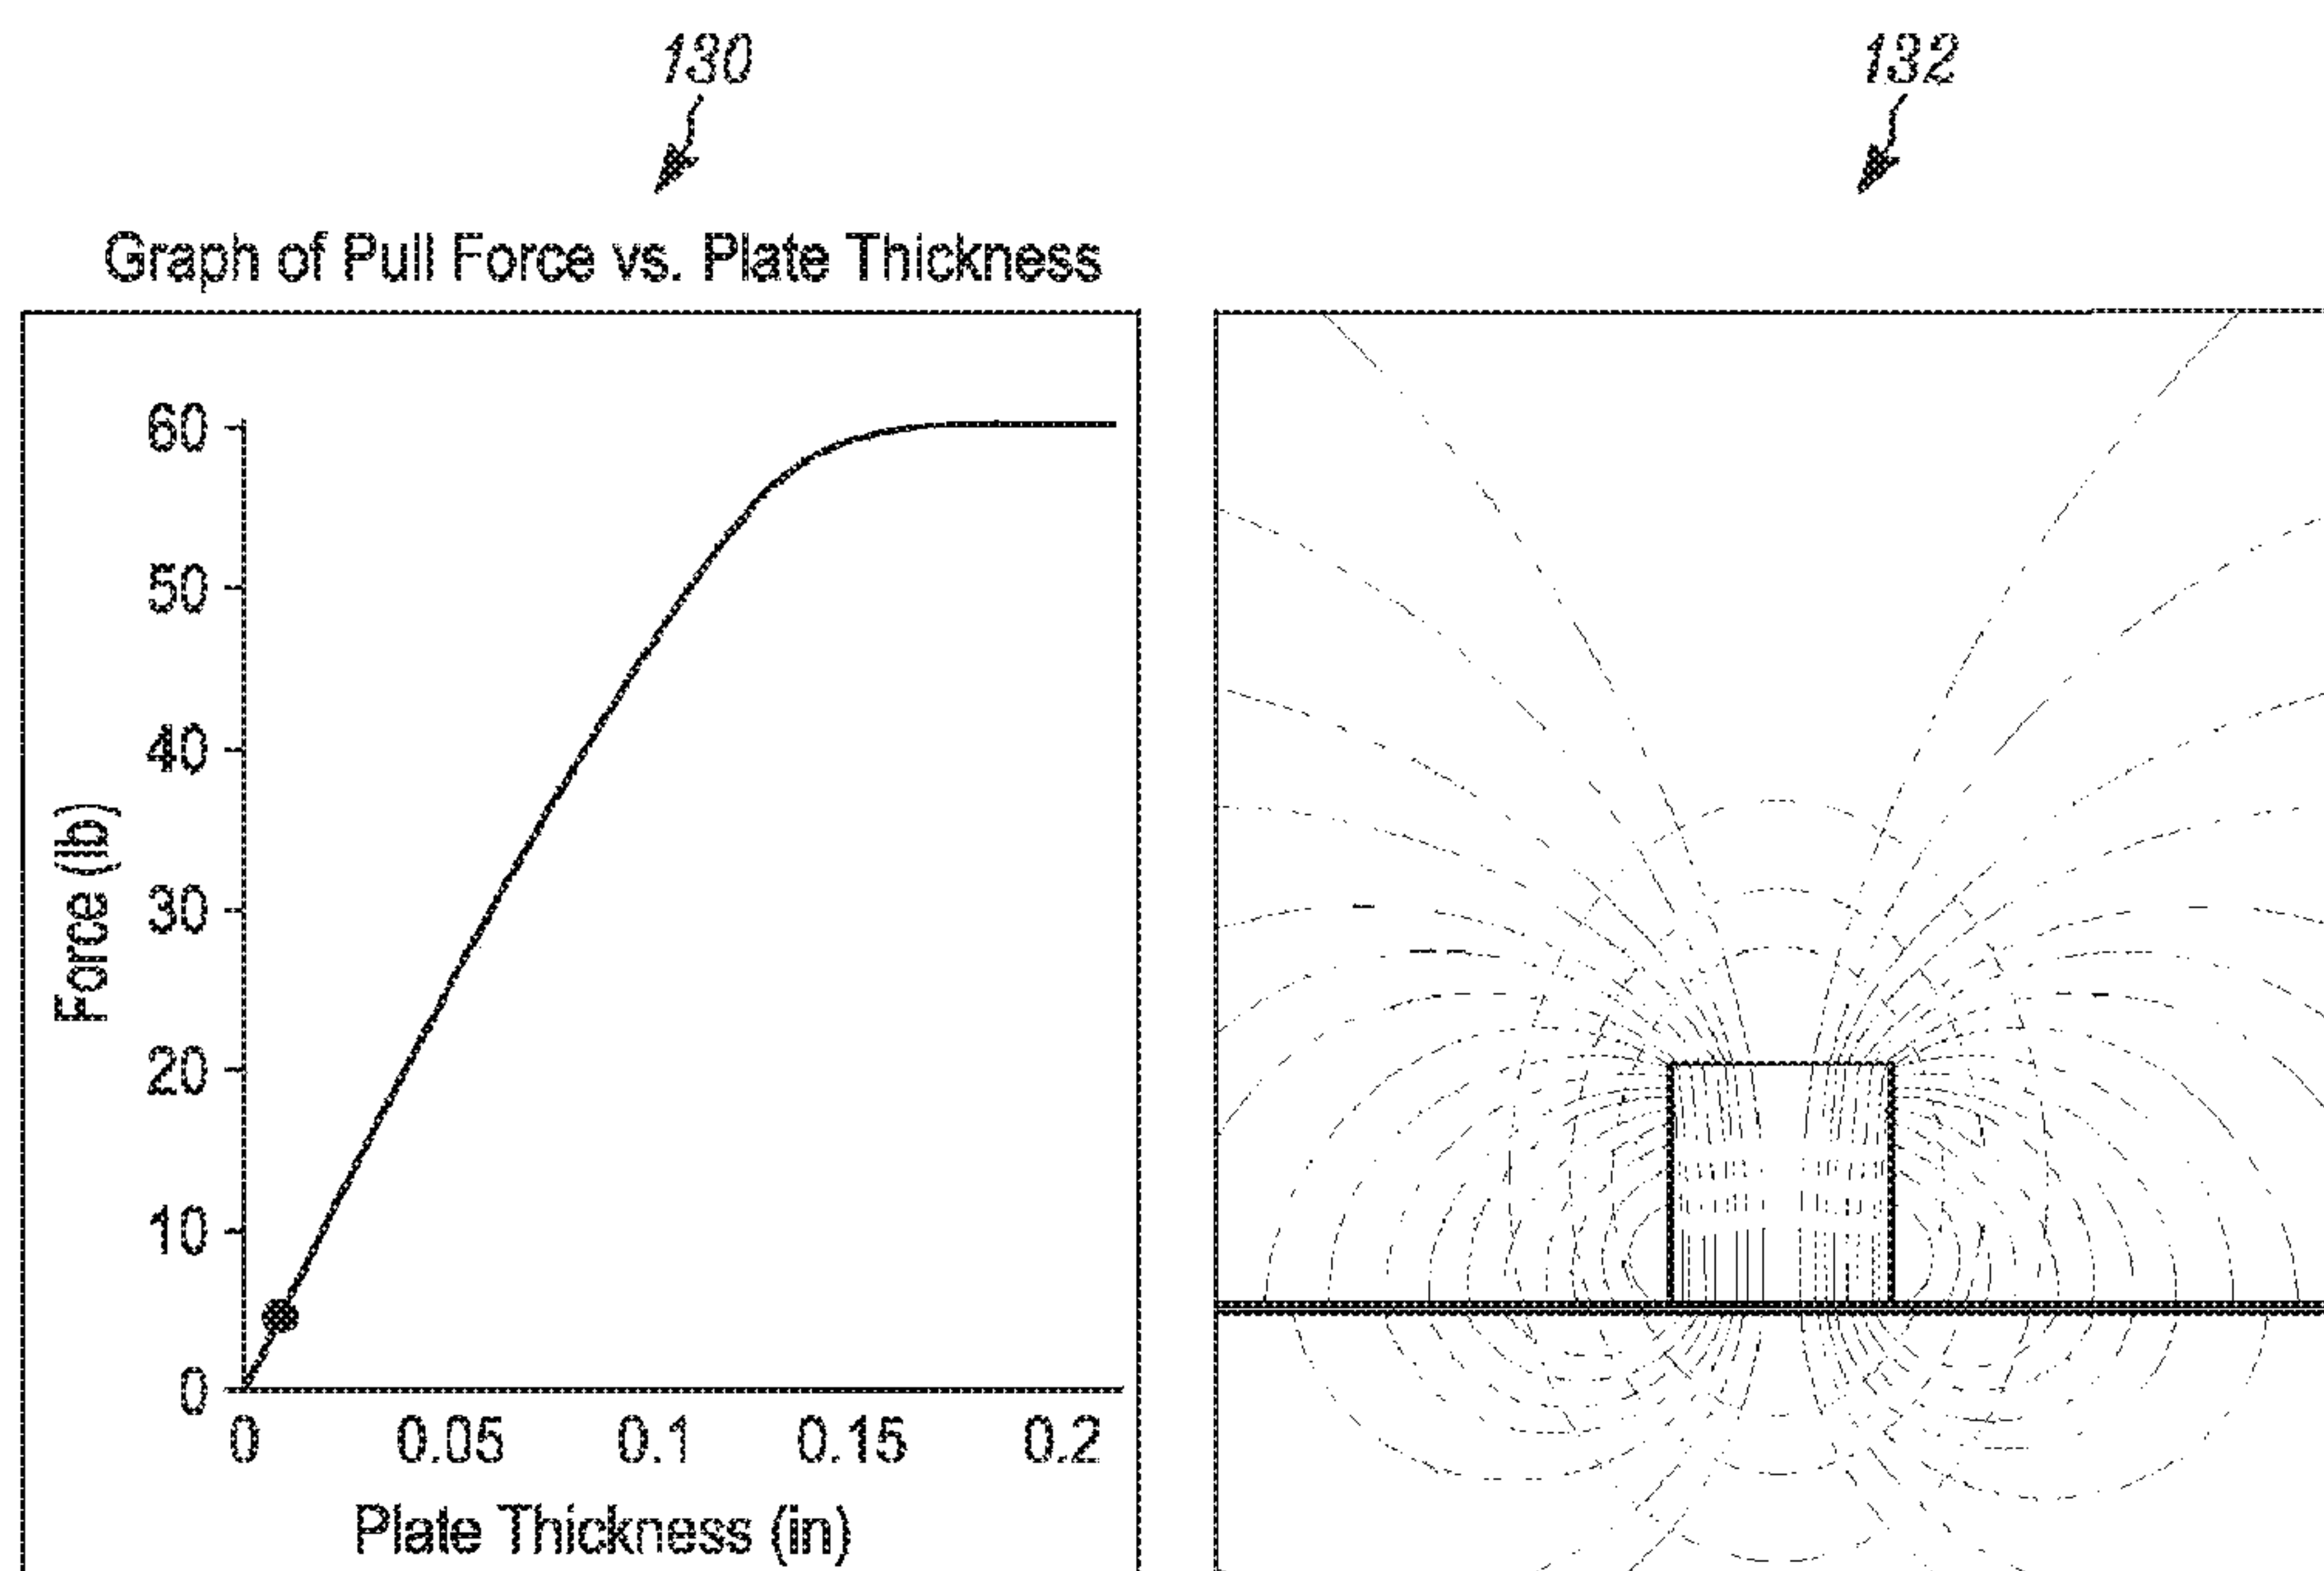 130
132
Graph of Pull Force vs. Plate Thickness
60
50
40
30
20
10
0
Force (lb)
0 0.05 0.1 0.15 0.2
Plate Thickness (in)